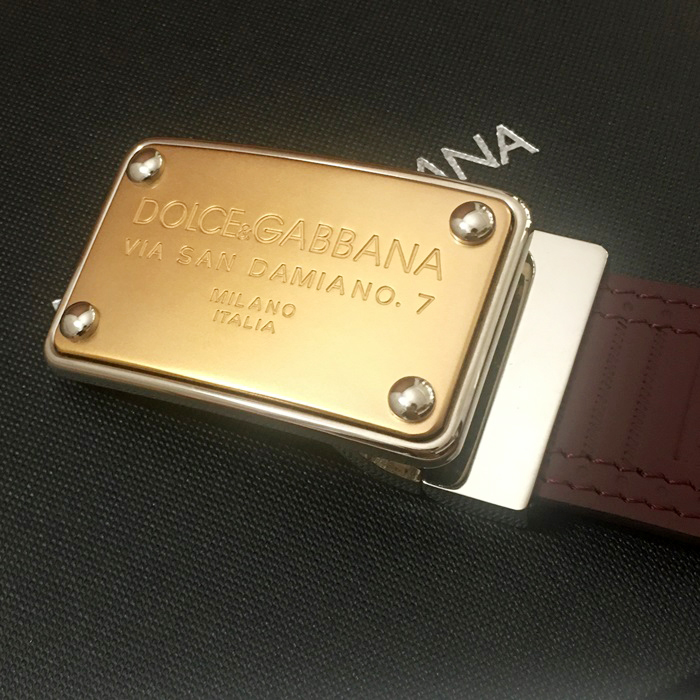 DOLCE&GABBANA
VIA SAN DAMIANO. 7
MILANO
ITALIA